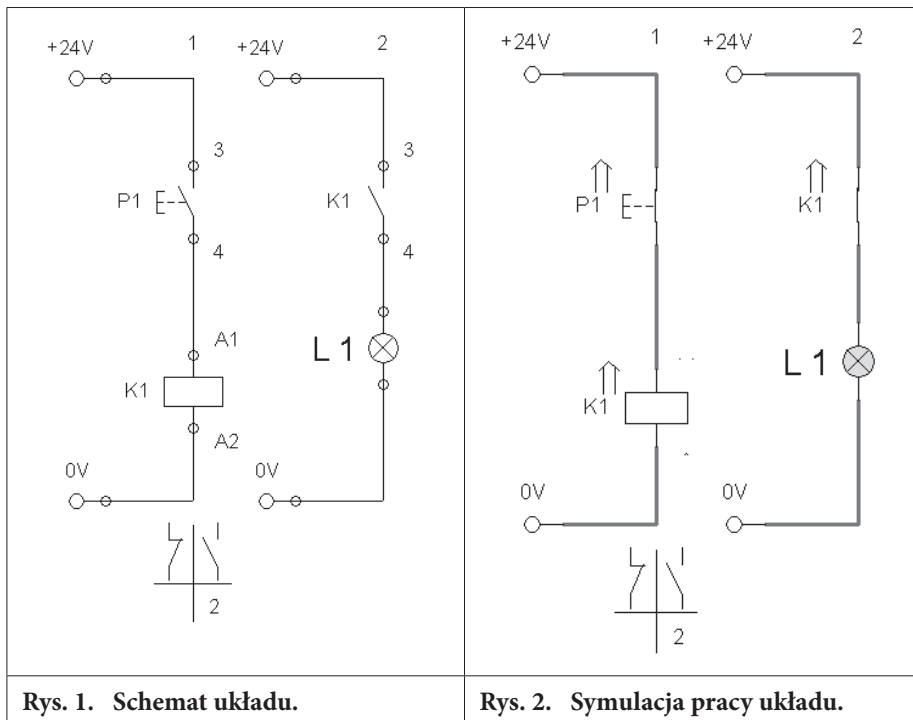 1
2
+24V
+24V
3
3
P1
K1
4
4
A1
L 1
K1
A2
0V
0V
2
Rys. 1. Schemat układu.
1
2
+24V
+24V
P1
K1
L 1
K1
0V
0V
2
Rys. 2. Symulacja pracy układu.